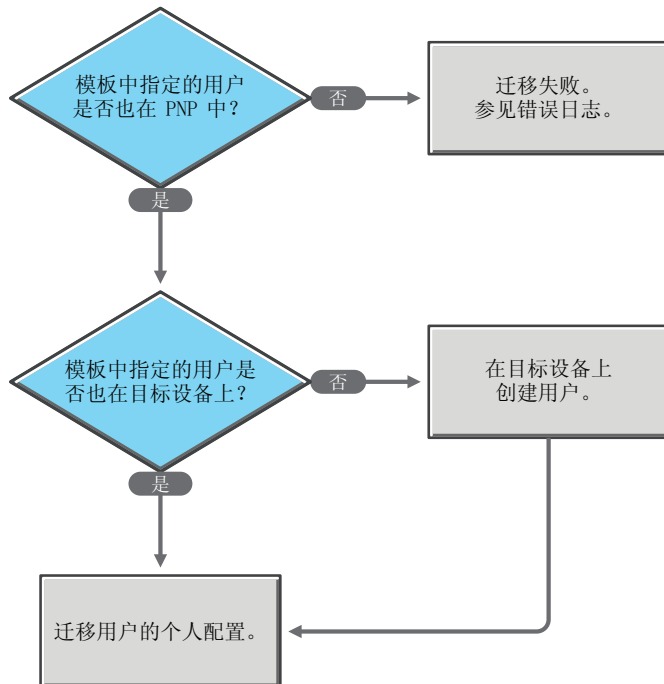 模板中指定的用户
是否也在 PNP 中？
否
迁移失败。
参见错误日志。
是
模板中指定的用户是
否也在目标设备上？
否
在目标设备上
创建用户。
是
迁移用户的个人配置。